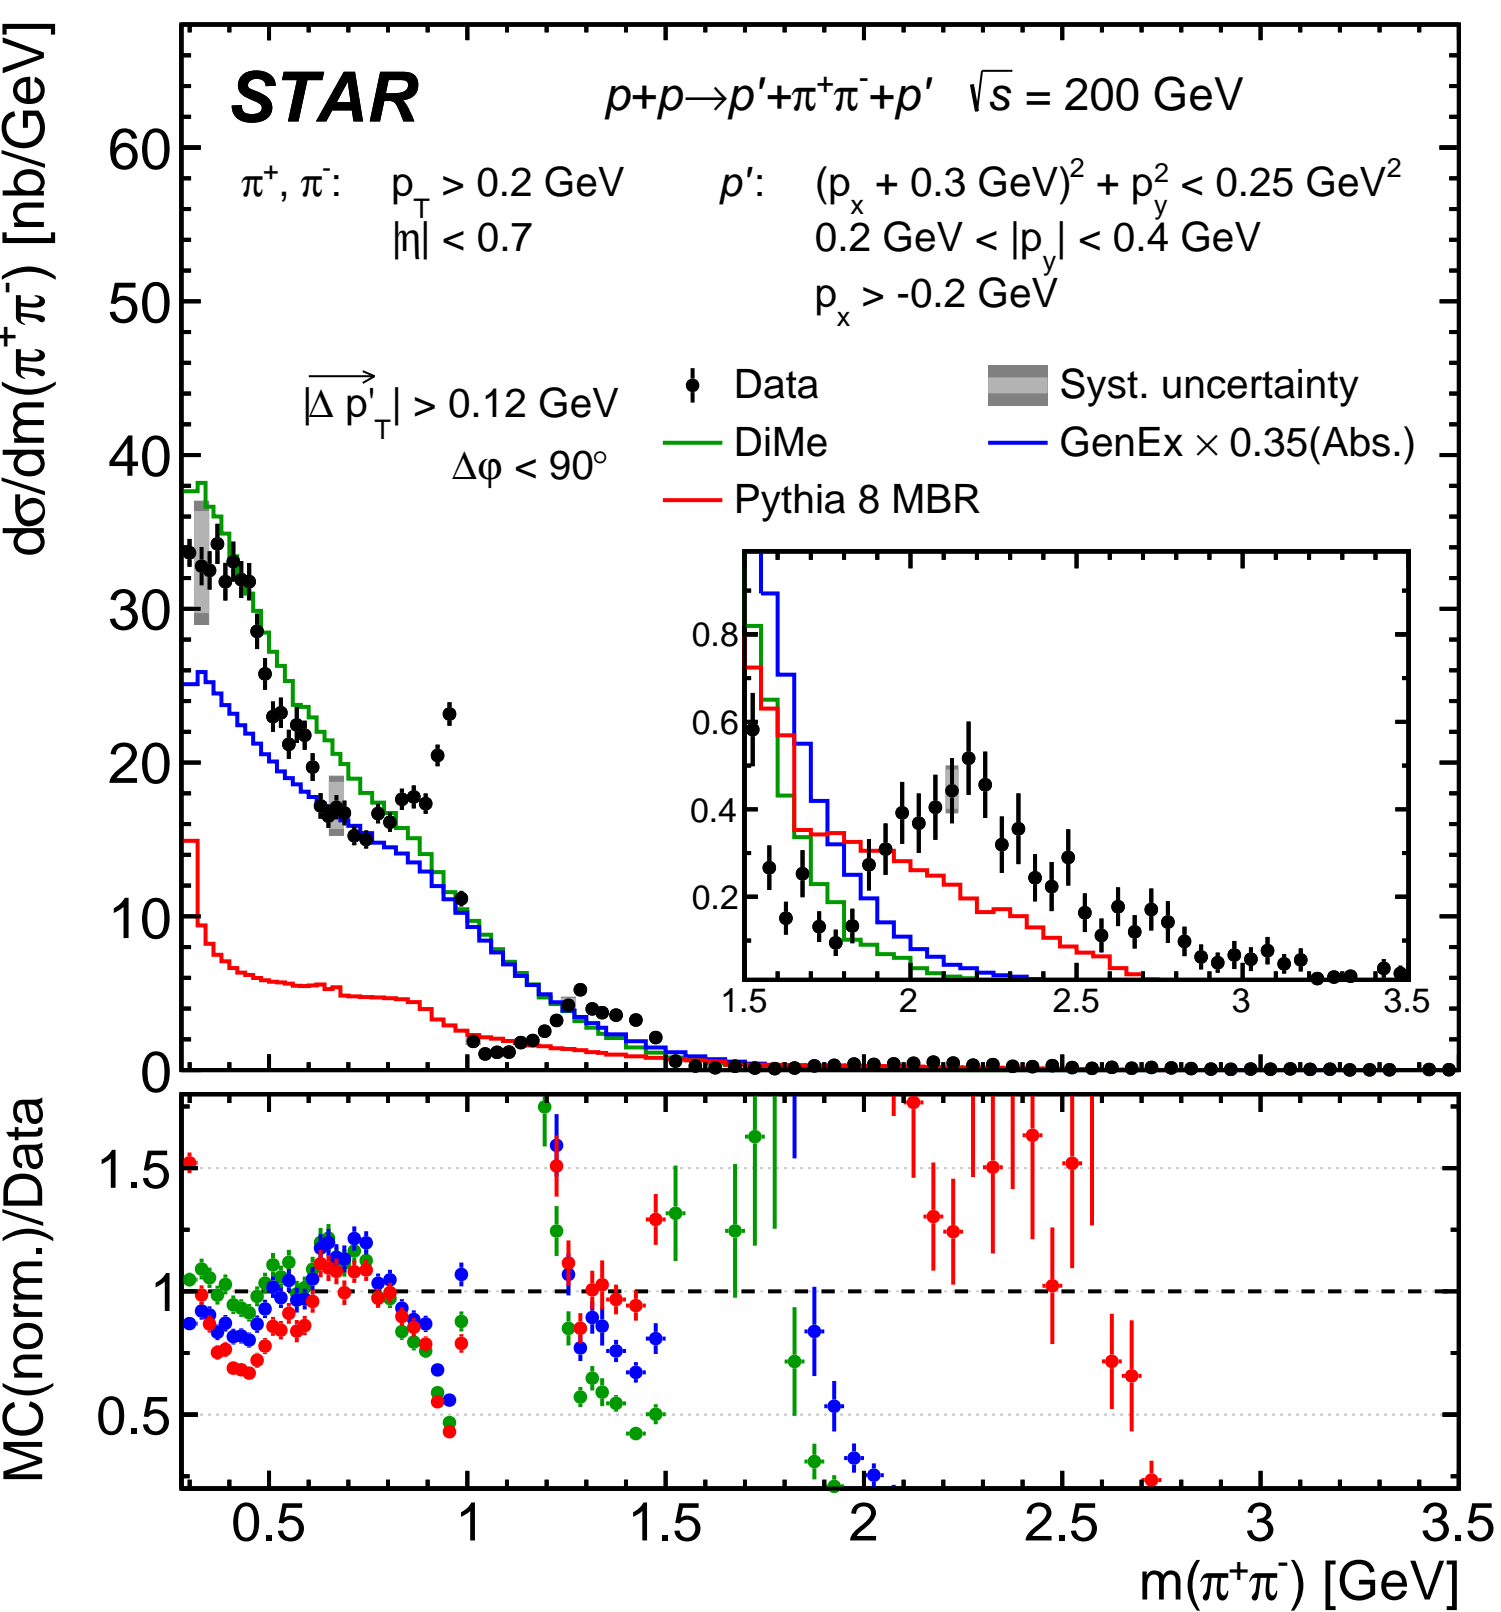 STAR
p+p→p′+π⁺π⁻+p′ √s = 200 GeV
π⁺, π⁻: p_T > 0.2 GeV
|η| < 0.7
p′: (p_x + 0.3 GeV)² + p_y² < 0.25 GeV²
0.2 GeV < |p_y| < 0.4 GeV
p_x > -0.2 GeV
|Δ p'_T| > 0.12 GeV
Δφ < 90°
Data
Syst. uncertainty
DiMe
GenEx × 0.35(Abs.)
Pythia 8 MBR
dσ/dm(π⁺π⁻) [nb/GeV]
60
50
40
30
20
10
0
0.8
0.6
0.4
0.2
1.5 2 2.5 3 3.5
MC(norm.)/Data
1.5
1
0.5
0.5 1 1.5 2 2.5 3 3.5
m(π⁺π⁻) [GeV]